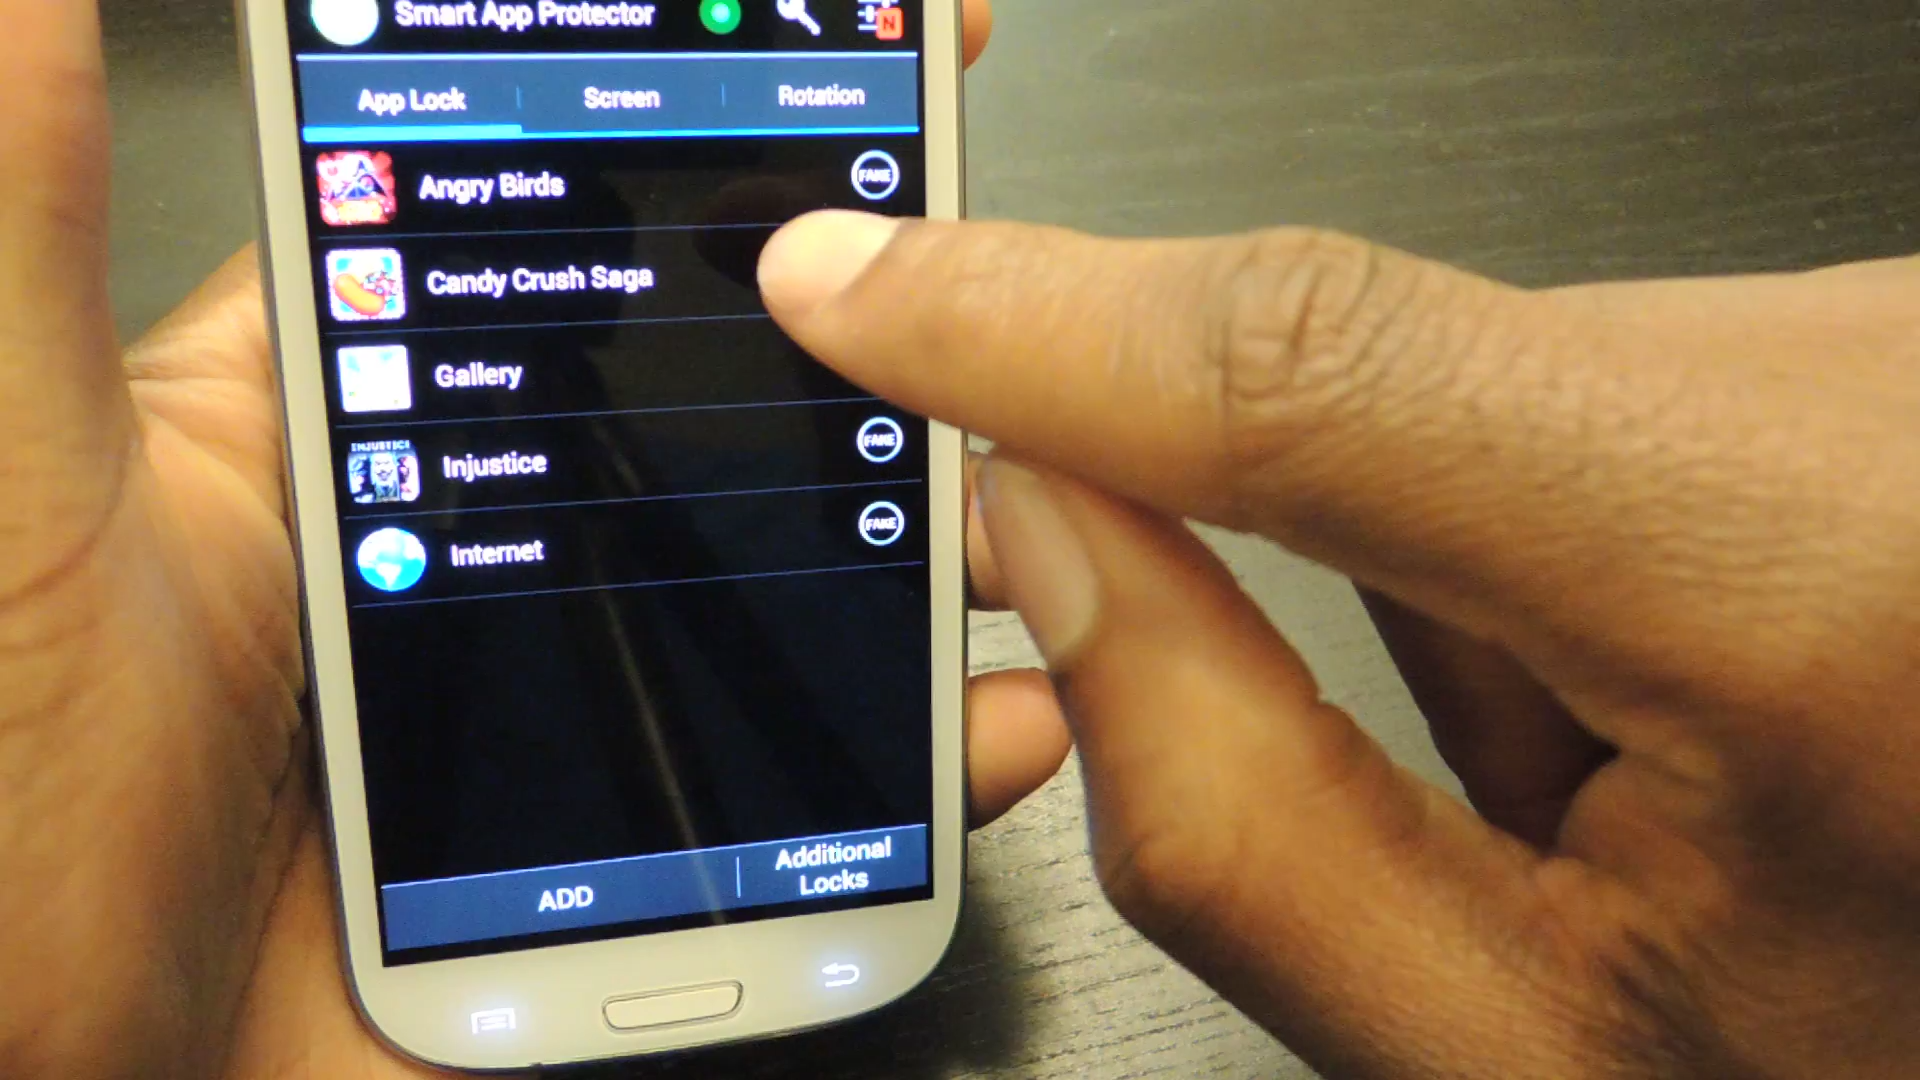 Smart App Protector
N
App Lock
Screen
Rotation
Angry Birds
FAKE
Candy Crush Saga
Gallery
INJUSTICE
Injustice
FAKE
Internet
FAKE
ADD
Additional
Locks